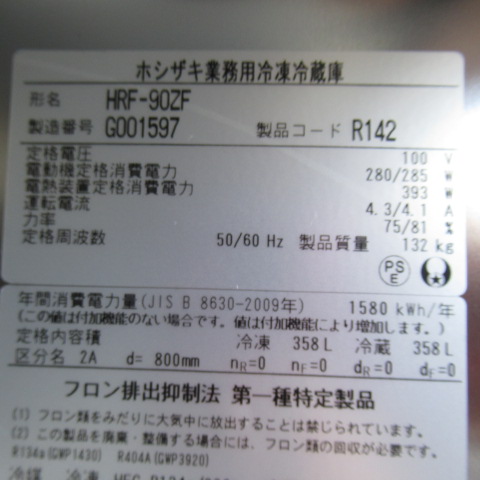 ホシザキ業務用冷凍冷蔵庫
形名 HRF-90ZF
製造番号 G001597 製品コード R142
定格電圧 100 V
電動機定格消費電力 280/285 W
電熱装置定格消費電力 393 W
運転電流 4.3/4.1 A
力率 75/81 %
定格周波数 50/60 Hz 製品質量 132 kg
PS
E
年間消費電力量(JIS B 8630-2009年) 1580 kWh/年
(この値は付加機能のない場合です。値は付加機能により増加します。)
定格内容積 冷凍 358L 冷蔵 358L
区分名 2A d= 800mm nR=0 nF=0 dR=0 dF=0
フロン排出抑制法 第一種特定製品
(1) フロン類をみだりに大気中に放出することは禁じられています。
(2) この製品を廃棄・整備する場合には、フロン類の回収が必要です。
R134a(GWP1430) R404A(GWP3920)
冷媒 冷凍